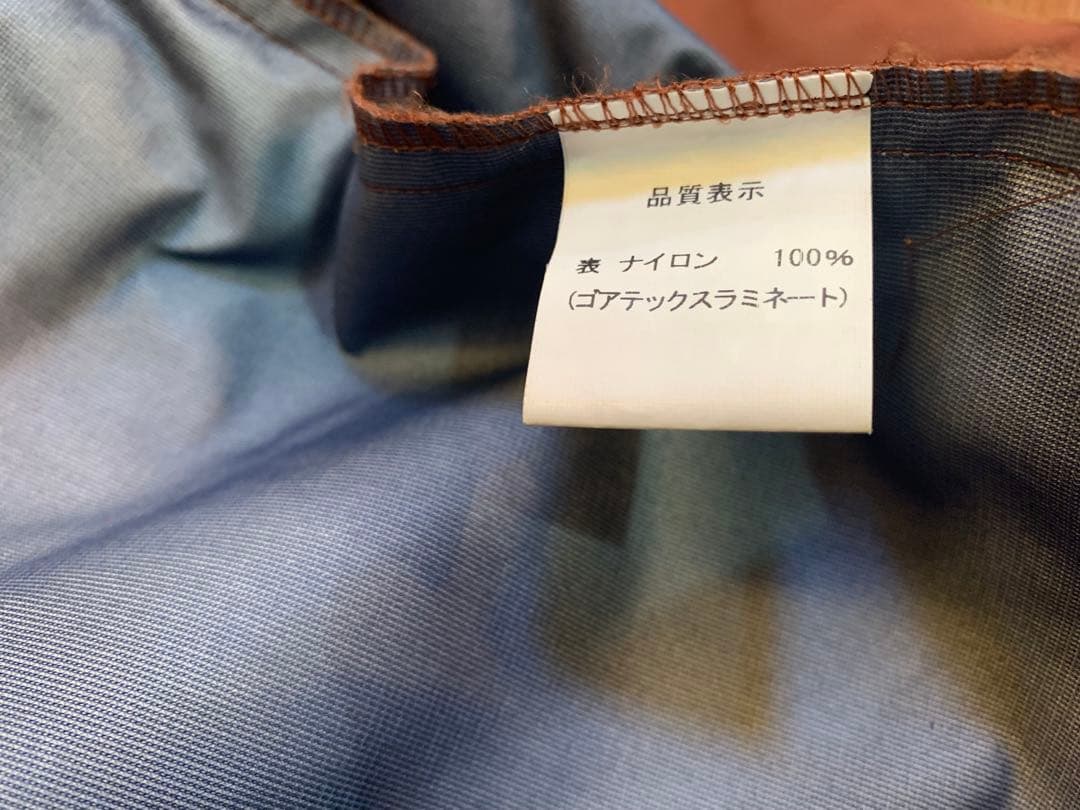 品質表示
表 ナイロン 100%
(ゴアテックスラミネート)